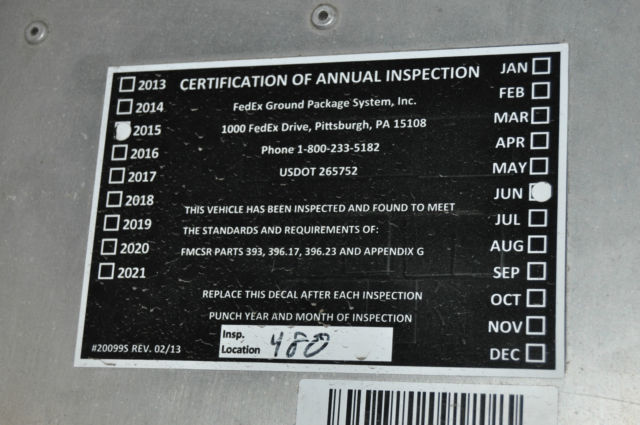 CERTIFICATION OF ANNUAL INSPECTION
FedEx Ground Package System, Inc.
1000 FedEx Drive, Pittsburgh, PA 15108
Phone 1-800-233-5182
USDOT 265752
THIS VEHICLE HAS BEEN INSPECTED AND FOUND TO MEET
THE STANDARDS AND REQUIREMENTS OF:
FMCSR PARTS 393, 396.17, 396.23 AND APPENDIX G
REPLACE THIS DECAL AFTER EACH INSPECTION
PUNCH YEAR AND MONTH OF INSPECTION
2013
2014
2015
2016
2017
2018
2019
2020
2021
JAN
FEB
MAR
APR
MAY
JUN
JUL
AUG
SEP
OCT
NOV
DEC
Insp.
Location 480
#20099S REV. 02/13